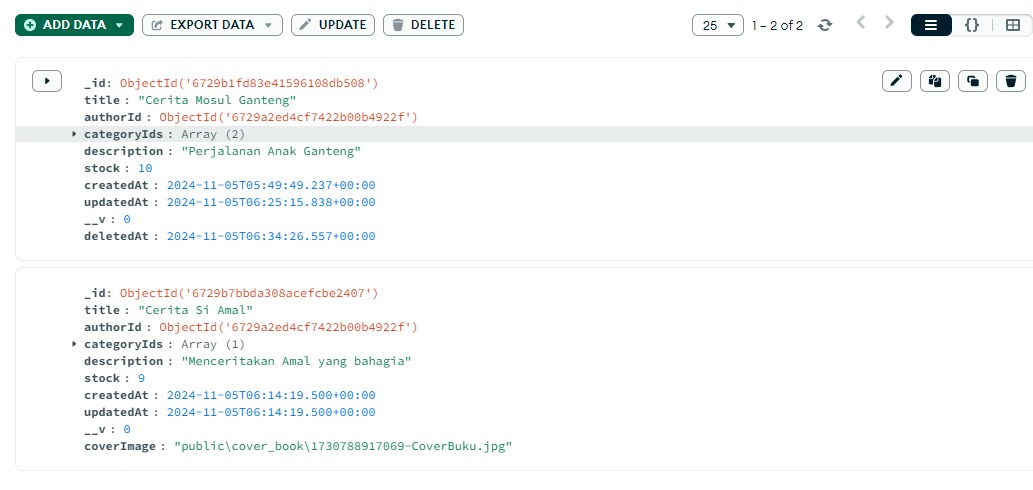 ADD DATA EXPORT DATA UPDATE DELETE 25 1 – 2 of 2 {}
_id: ObjectId('6729b1fd83e41596108db508')
title : "Cerita Mosul Ganteng"
authorId : ObjectId('6729a2ed4cf7422b00b4922f')
categoryIds : Array (2)
description : "Perjalanan Anak Ganteng"
stock : 10
createdAt : 2024-11-05T05:49:49.237+00:00
updatedAt : 2024-11-05T06:25:15.838+00:00
__v : 0
deletedAt : 2024-11-05T06:34:26.557+00:00
_id: ObjectId('6729b7bbda308acefcbe2407')
title : "Cerita Si Amal"
authorId : ObjectId('6729a2ed4cf7422b00b4922f')
categoryIds : Array (1)
description : "Menceritakan Amal yang bahagia"
stock : 9
createdAt : 2024-11-05T06:14:19.500+00:00
updatedAt : 2024-11-05T06:14:19.500+00:00
__v : 0
coverImage : "public\cover_book\1730788917069-CoverBuku.jpg"